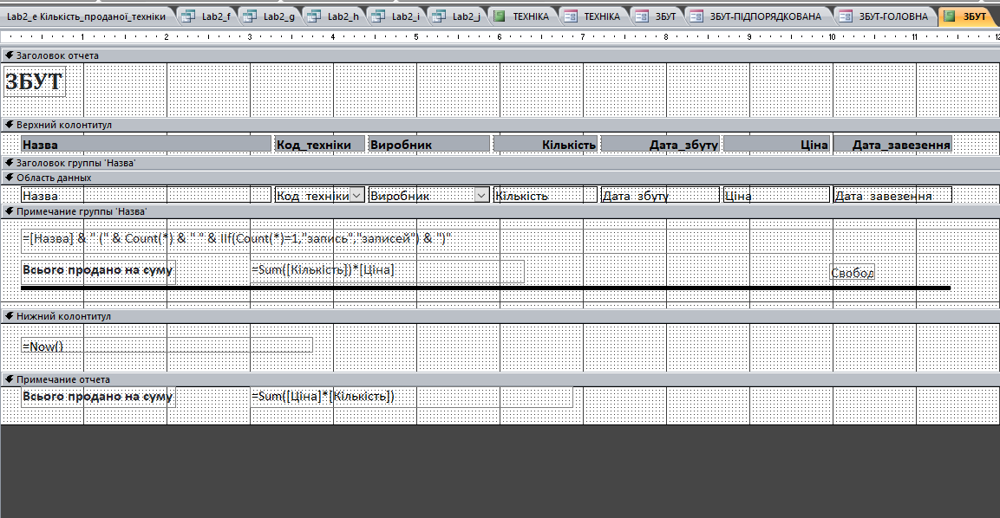 Lab2_e Кількість_проданої_техніки Lab2_f Lab2_g Lab2_h Lab2_i Lab2_j ТЕХНІКА ТЕХНІКА ЗБУТ ЗБУТ-ПІДПОРЯДКОВАНА ЗБУТ-ГОЛОВНА ЗБУТ
1 2 3 4 5 6 7 8 9 10 11 12
Заголовок отчета
ЗБУТ
Верхний колонтитул
Назва Код_техніки Виробник Кількість Дата_збуту Ціна Дата_завезення
Заголовок группы 'Назва'
Область данных
Назва Код_техніки Виробник Кількість Дата_збуту Ціна Дата_завезення
Примечание группы 'Назва'
=[Назва] & " (" & Count(*) & " " & IIf(Count(*)=1,"запись","записей") & ")"
Всього продано на суму =Sum([Кількість])*[Ціна] Свобод
Нижний колонтитул
=Now()
Примечание отчета
Всього продано на суму =Sum([Ціна]*[Кількість])